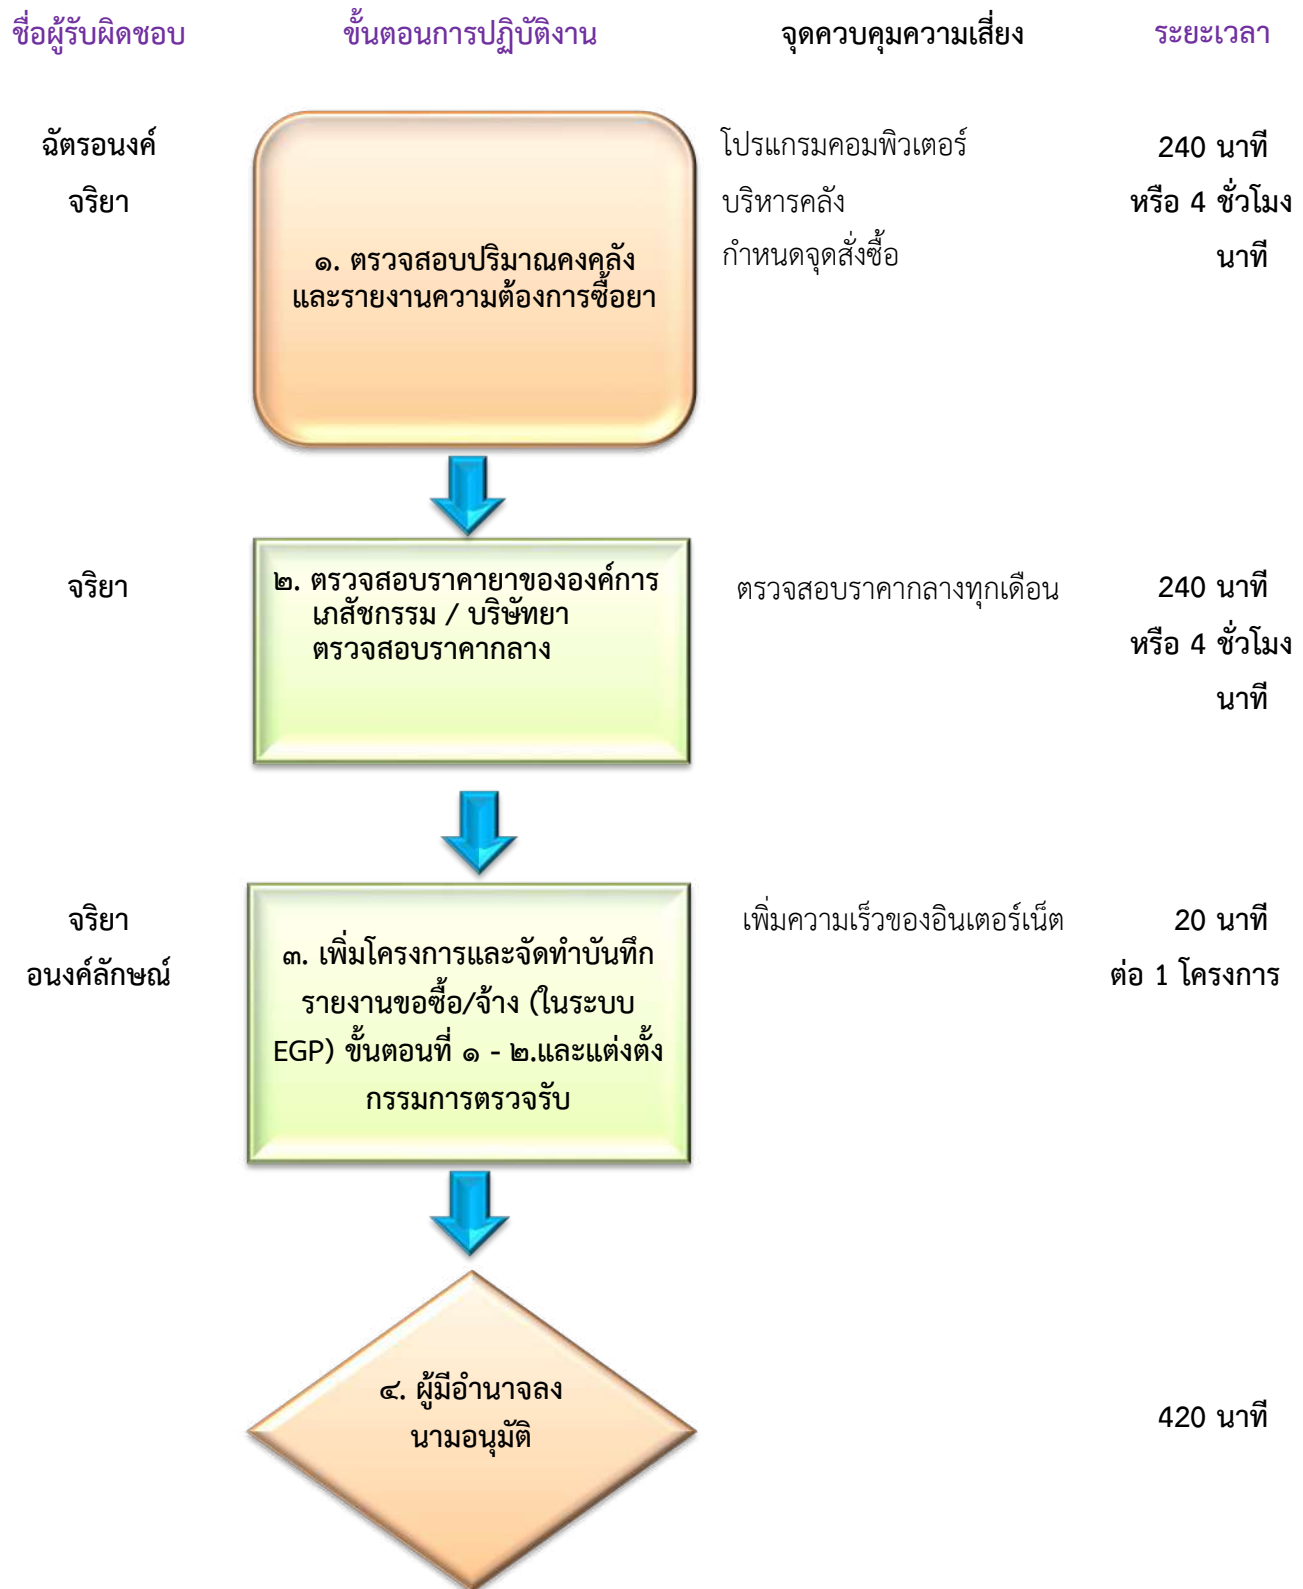 ชื่อผู้รับผิดชอบ ขั้นตอนการปฏิบัติงาน จุดควบคุมความเสี่ยง ระยะเวลา
ฉัตรอนงค์
จริยา
๑. ตรวจสอบปริมาณคงคลัง
และรายงานความต้องการซื้อยา
โปรแกรมคอมพิวเตอร์
บริหารคลัง
กำหนดจุดสั่งซื้อ
240 นาที
หรือ 4 ชั่วโมง
นาที
จริยา
๒. ตรวจสอบราคายาขององค์การ
เภสัชกรรม / บริษัทยา
ตรวจสอบราคากลาง
ตรวจสอบราคากลางทุกเดือน
240 นาที
หรือ 4 ชั่วโมง
นาที
จริยา
อนงค์ลักษณ์
๓. เพิ่มโครงการและจัดทำบันทึก
รายงานขอซื้อ/จ้าง (ในระบบ
EGP) ขั้นตอนที่ ๑ - ๒.และแต่งตั้ง
กรรมการตรวจรับ
เพิ่มความเร็วของอินเตอร์เน็ต
20 นาที
ต่อ 1 โครงการ
๔. ผู้มีอำนาจลง
นามอนุมัติ
420 นาที